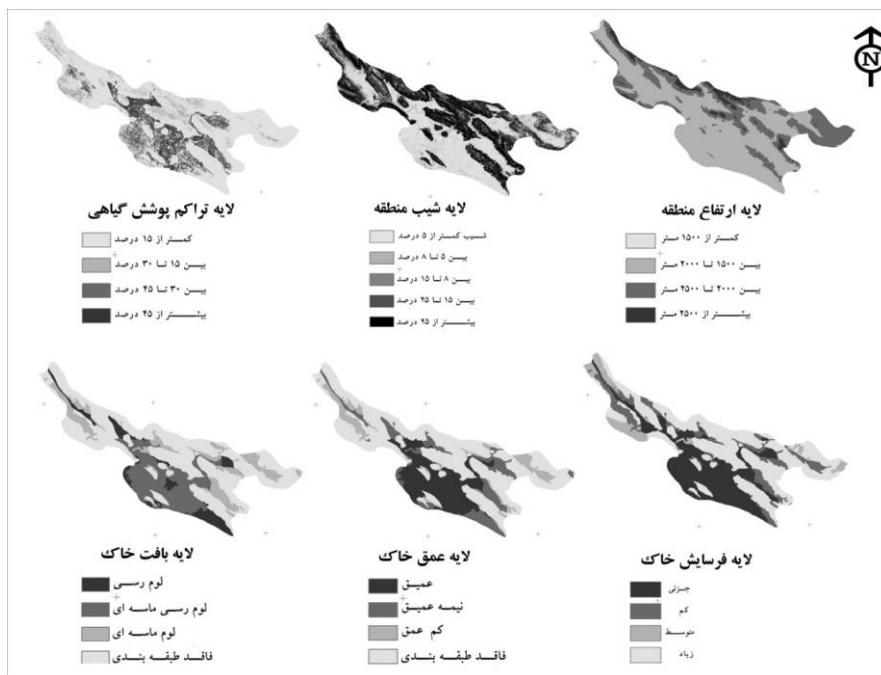 N
لایه تراکم پوشش گیاهی
کمتر از ۱۵ درصد
بین ۱۵ تا ۳۰ درصد
بین ۳۰ تا ۴۵ درصد
بیشتر از ۴۵ درصد
لایه شیب منطقه
شیب کمتر از ۵ درصد
بین ۵ تا ۸ درصد
بین ۸ تا ۱۵ درصد
بین ۱۵ تا ۲۵ درصد
بیشتر از ۲۵ درصد
لایه ارتفاع منطقه
کمتر از ۱۵۰۰ متر
بین ۱۵۰۰ تا ۲۰۰۰ متر
بین ۲۰۰۰ تا ۲۵۰۰ متر
بیشتر از ۲۵۰۰ متر
لایه بافت خاک
لوم رسی
لوم رسی ماسه ای
لوم ماسه ای
فاقد طبقه بندی
لایه عمق خاک
عمیق
نیمه عمیق
کم عمق
فاقد طبقه بندی
لایه فرسایش خاک
جزئی
کم
متوسط
زیاد